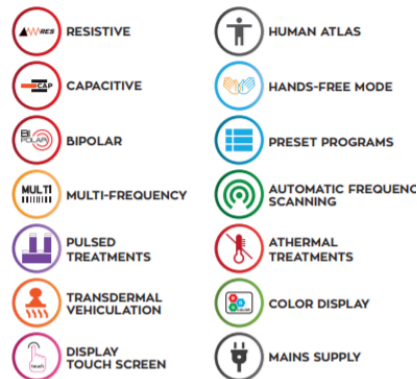 RES
RESISTIVE
HUMAN ATLAS
CAP
CAPACITIVE
HANDS-FREE MODE
BI
POLAR
BIPOLAR
PRESET PROGRAMS
MULTI
MULTI-FREQUENCY
AUTOMATIC FREQUENC
SCANNING
PULSED
TREATMENTS
ATHERMAL
TREATMENTS
TRANSDERMAL
VEHICULATION
COLOR DISPLAY
touch
DISPLAY
TOUCH SCREEN
MAINS SUPPLY